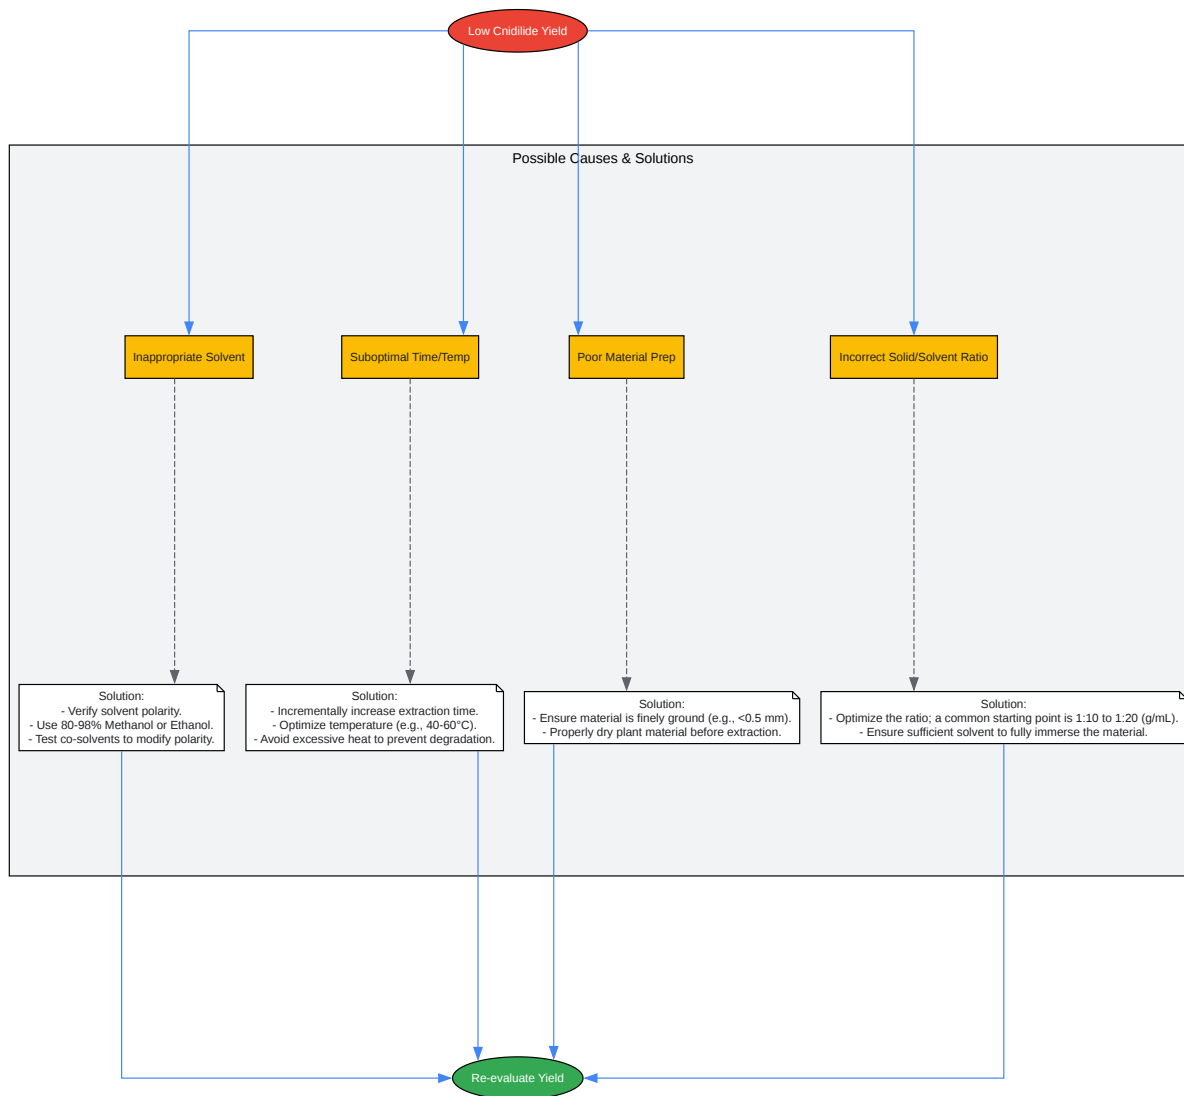 Low Cnidilide Yield
Possible Causes & Solutions
Inappropriate Solvent
Suboptimal Time/Temp
Poor Material Prep
Incorrect Solid/Solvent Ratio
Solution:
- Verify solvent polarity.
- Use 80-98% Methanol or Ethanol.
- Test co-solvents to modify polarity.
Solution:
- Incrementally increase extraction time.
- Optimize temperature (e.g., 40-60°C).
- Avoid excessive heat to prevent degradation.
Solution:
- Ensure material is finely ground (e.g., <0.5 mm).
- Properly dry plant material before extraction.
Solution:
- Optimize the ratio; a common starting point is 1:10 to 1:20 (g/mL).
- Ensure sufficient solvent to fully immerse the material.
Re-evaluate Yield